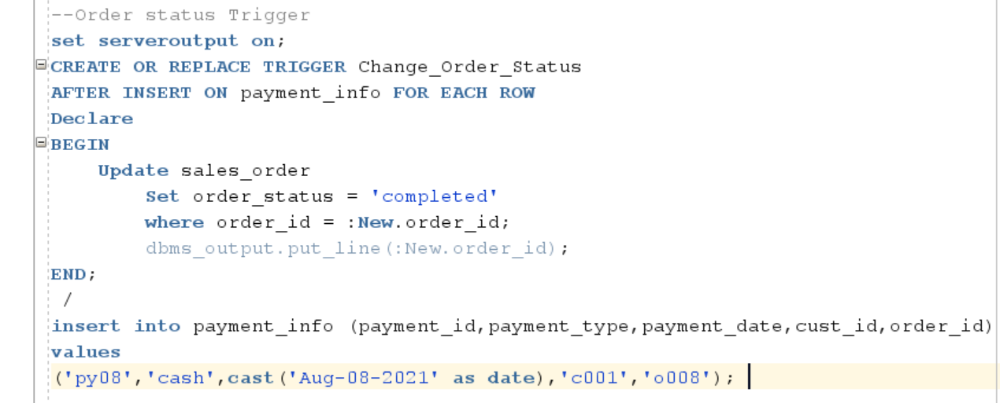 --Order status Trigger
set serveroutput on;
CREATE OR REPLACE TRIGGER Change_Order_Status
AFTER INSERT ON payment_info FOR EACH ROW
Declare
BEGIN
    Update sales_order
        Set order_status = 'completed'
        where order_id = :New.order_id;
        dbms_output.put_line(:New.order_id);
END;
 /
insert into payment_info (payment_id,payment_type,payment_date,cust_id,order_id)
values
('py08','cash',cast('Aug-08-2021' as date),'c001','o008');